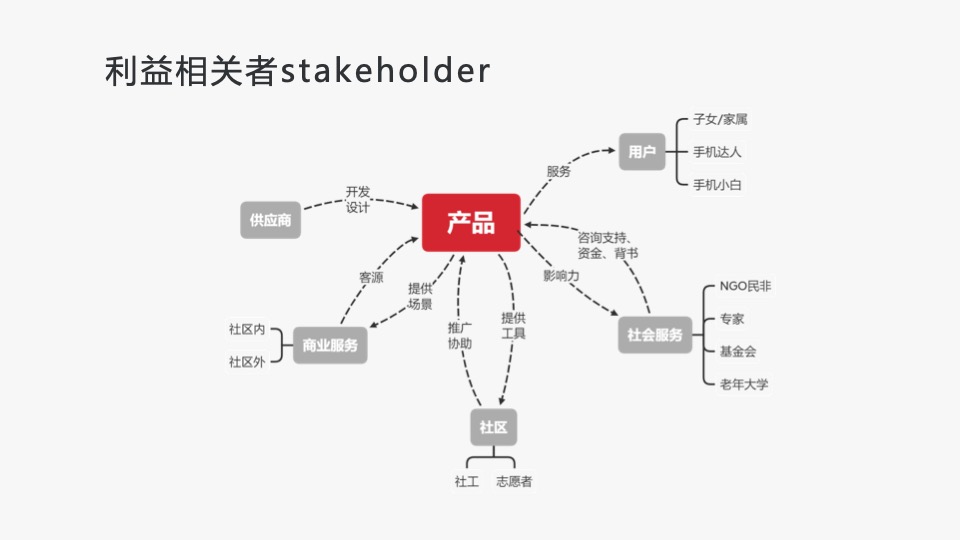 利益相关者stakeholder
子女/家属
用户
手机达人
服务
手机小白
开发
设计
供应商
产品
咨询支持、
资金、背书
客源
影响力
提供
场景
NGO民非
推广
协助
提供
工具
社区内
商业服务
社会服务
专家
社区外
基金会
老年大学
社区
社工
志愿者